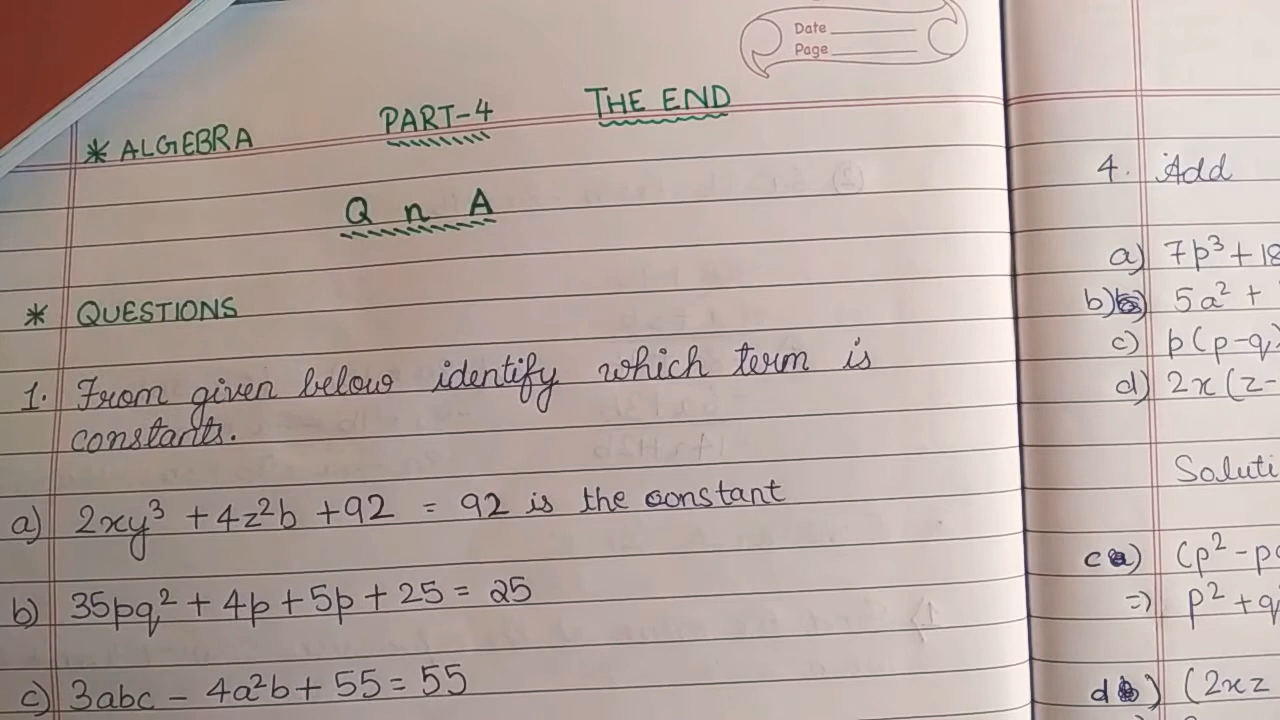 Date
Page
* ALGEBRA PART-4 THE END
Q n A
* QUESTIONS
1. From given below identify which term is
constants.
a) 2xy³ + 4z²b + 92 = 92 is the constant
b) 35pq² + 4p + 5p + 25 = 25
c) 3abc - 4a²b + 55 = 55
4. Add
a) 7p³ + 18
b) 5a² +
c) p(p-q)
d) 2x(z-
Soluti
c) (p² - p
=) p² + q
d) (2xz